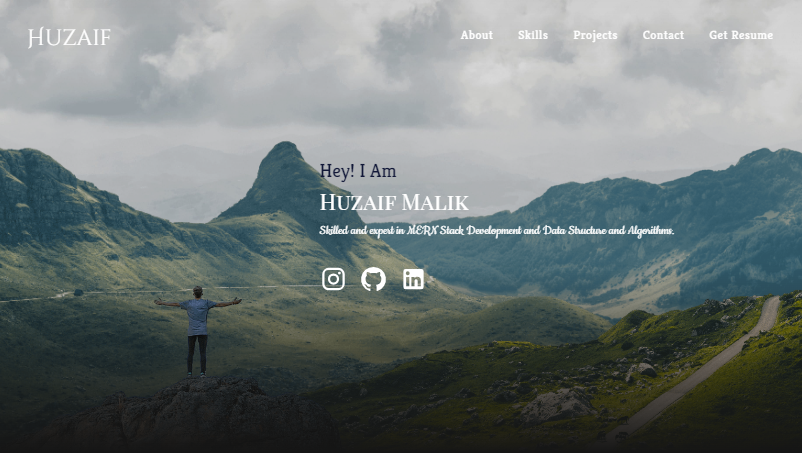 HUZAIF
About Skills Projects Contact Get Resume
Hey! I Am
HUZAIF MALIK
Skilled and expert in MERN Stack Development and Data Structure and Algorithms.
in